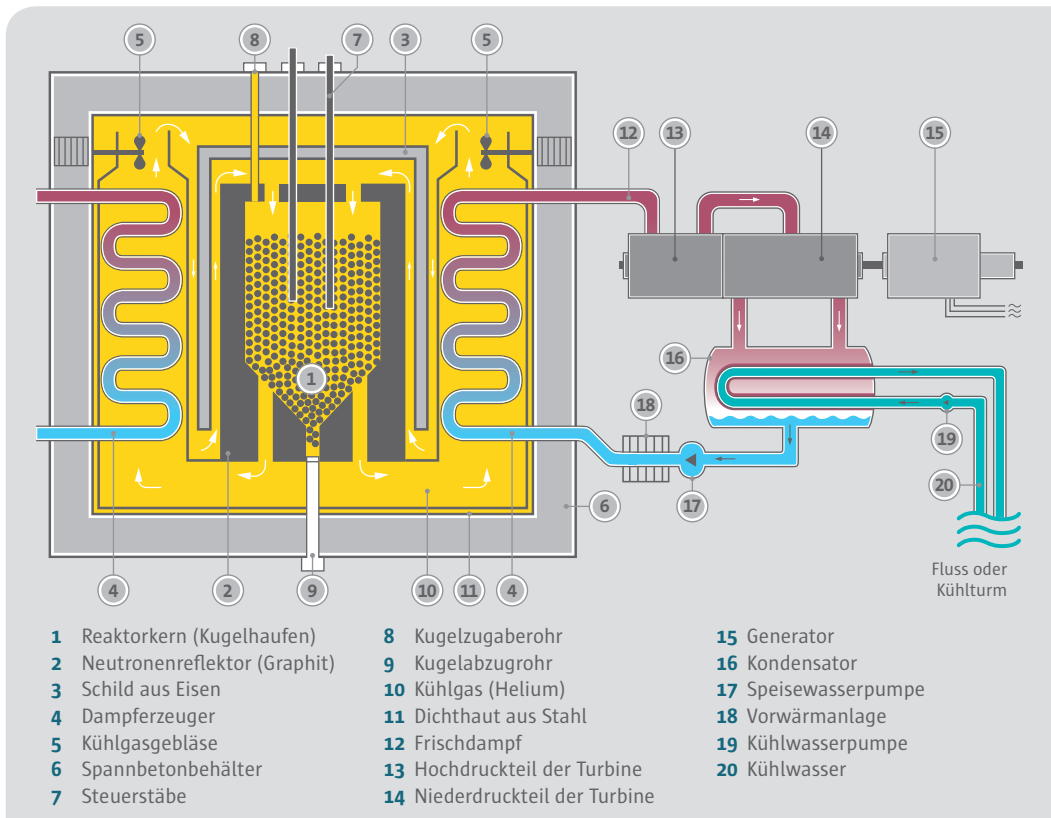 5
8
7
3
5
12
13
14
15
16
1
18
19
17
20
6
4
2
9
10
11
4
Fluss oder
Kühlturm
1 Reaktorkern (Kugelhaufen)
2 Neutronenreflektor (Graphit)
3 Schild aus Eisen
4 Dampferzeuger
5 Kühlgasgebläse
6 Spannbetonbehälter
7 Steuerstäbe
8 Kugelzugaberohr
9 Kugelabzugrohr
10 Kühlgas (Helium)
11 Dichthaut aus Stahl
12 Frischdampf
13 Hochdruckteil der Turbine
14 Niederdruckteil der Turbine
15 Generator
16 Kondensator
17 Speisewasserpumpe
18 Vorwärmanlage
19 Kühlwasserpumpe
20 Kühlwasser